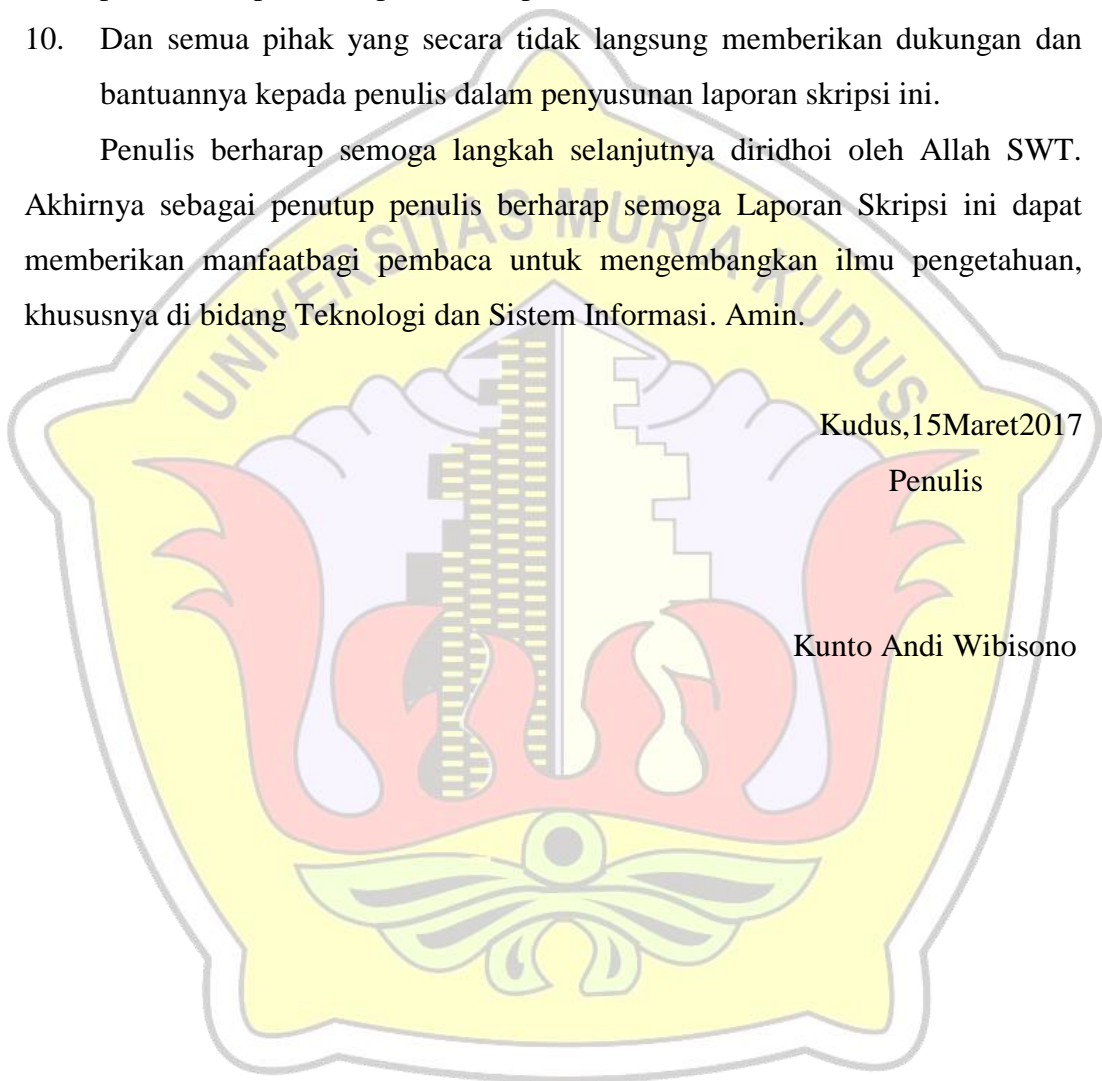 10. Dan semua pihak yang secara tidak langsung memberikan dukungan dan
bantuannya kepada penulis dalam penyusunan laporan skripsi ini.
Penulis berharap semoga langkah selanjutnya diridhoi oleh Allah SWT.
Akhirnya sebagai penutup penulis berharap semoga Laporan Skripsi ini dapat
memberikan manfaatbagi pembaca untuk mengembangkan ilmu pengetahuan,
khususnya di bidang Teknologi dan Sistem Informasi. Amin.
UNIVERSITAS MURIA KUDUS
Kudus,15Maret2017
Penulis
Kunto Andi Wibisono